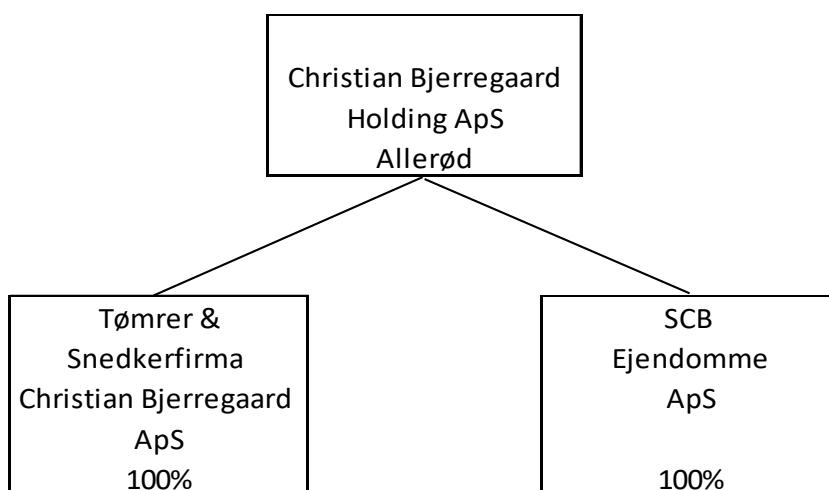 Christian Bjerregaard
Holding ApS
Allerød
Tømrer &
Snedkerfirma
Christian Bjerregaard
ApS
100%
SCB
Ejendomme
ApS
100%